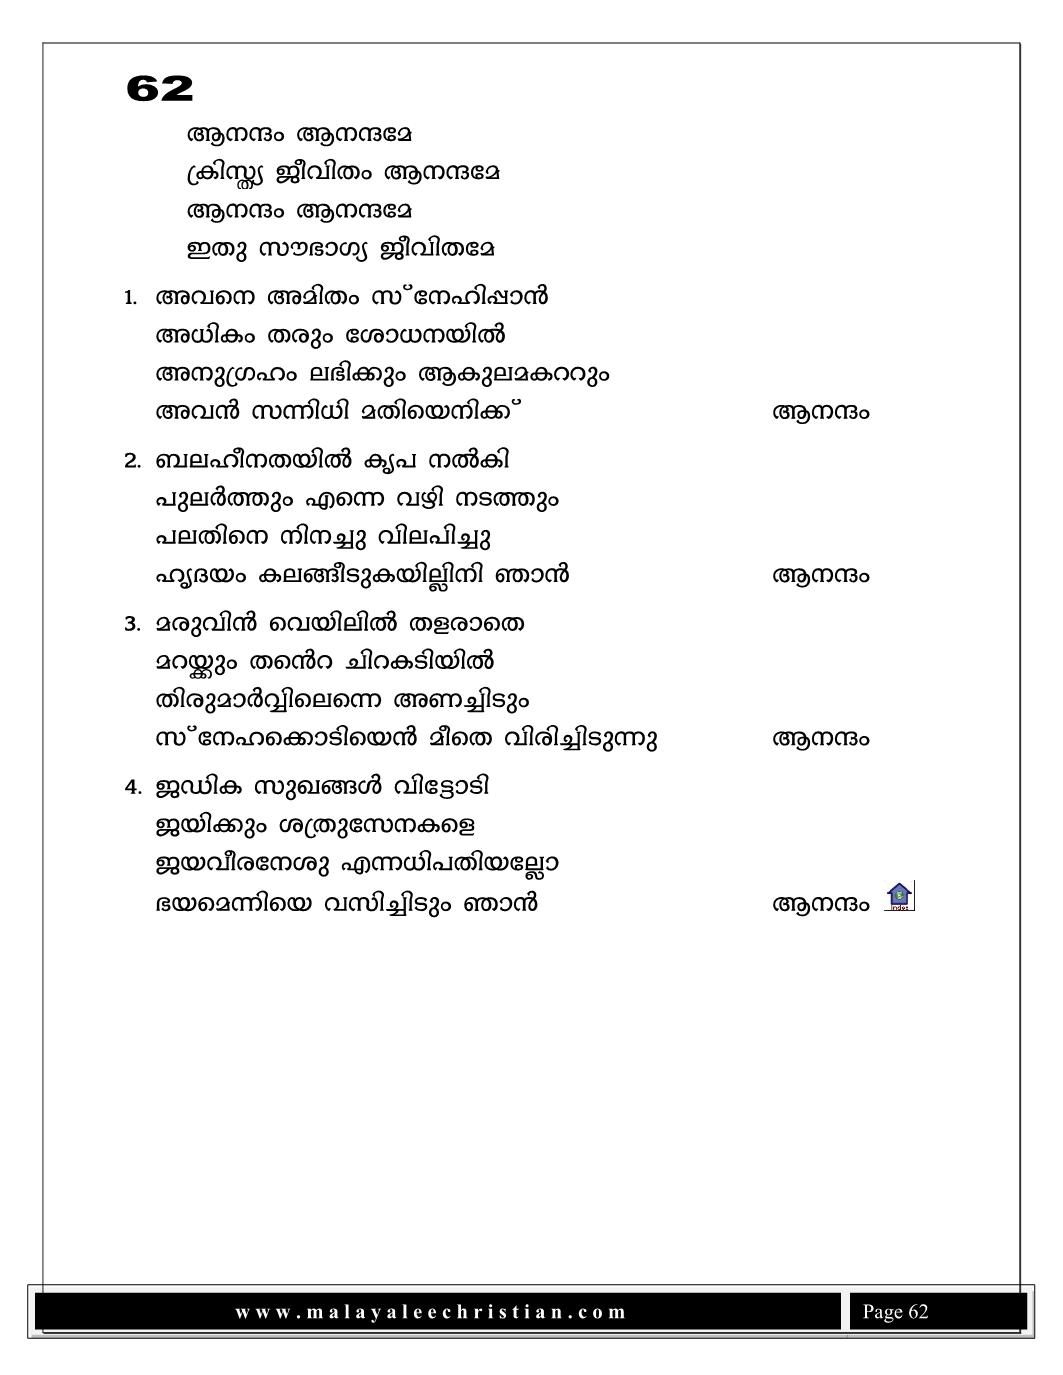 62
ആനന്ദം ആനന്ദമേ
ക്രിസ്ത്യ ജീവിതം ആനന്ദമേ
ആനന്ദം ആനന്ദമേ
ഇതു സൗഭാഗ്യ ജീവിതമേ
1. അവനെ അമിതം സ്നേഹിപ്പാൻ
അധികം തരും ശോധനയിൽ
അനുഗ്രഹം ലഭിക്കും ആകുലമകററും
അവൻ സന്നിധി മതിയെനിക്ക് ആനന്ദം
2. ബലഹീനതയിൽ കൃപ നൽകി
പുലർത്തും എന്നെ വഴി നടത്തും
പലതിനെ നിനച്ചു വിലപിച്ചു
ഹൃദയം കലങ്ങീടുകയില്ലിനി ഞാൻ ആനന്ദം
3. മരുവിൻ വെയിലിൽ തളരാതെ
മറയ്ക്കും തൻെറ ചിറകടിയിൽ
തിരുമാർവ്വിലെന്നെ അണച്ചിടും
സ്നേഹക്കൊടിയെൻ മീതെ വിരിച്ചിടുന്നു ആനന്ദം
4. ജഡിക സുഖങ്ങൾ വിട്ടോടി
ജയിക്കും ശത്രുസേനകളെ
ജയവീരനേശു എന്നധിപതിയല്ലോ
ഭയമെന്നിയെ വസിച്ചിടും ഞാൻ ആനന്ദം
Index
www.malayaleechristian.com Page 62